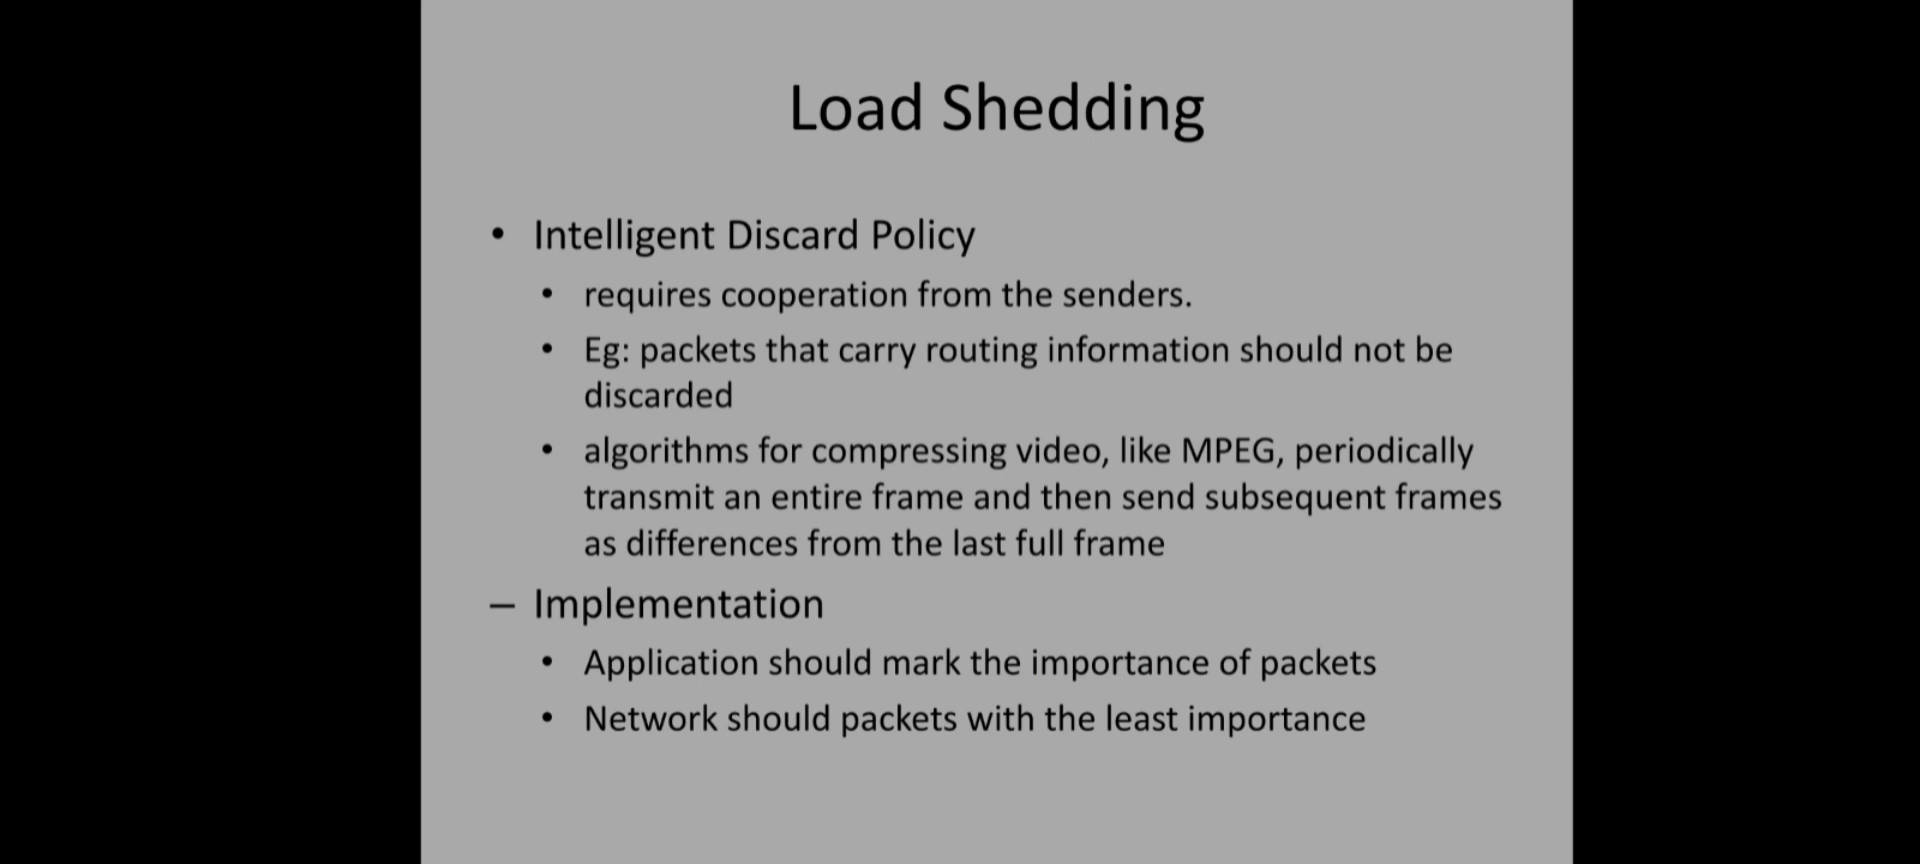 Load Shedding
• Intelligent Discard Policy
• requires cooperation from the senders.
• Eg: packets that carry routing information should not be
discarded
• algorithms for compressing video, like MPEG, periodically
transmit an entire frame and then send subsequent frames
as differences from the last full frame
– Implementation
• Application should mark the importance of packets
• Network should packets with the least importance